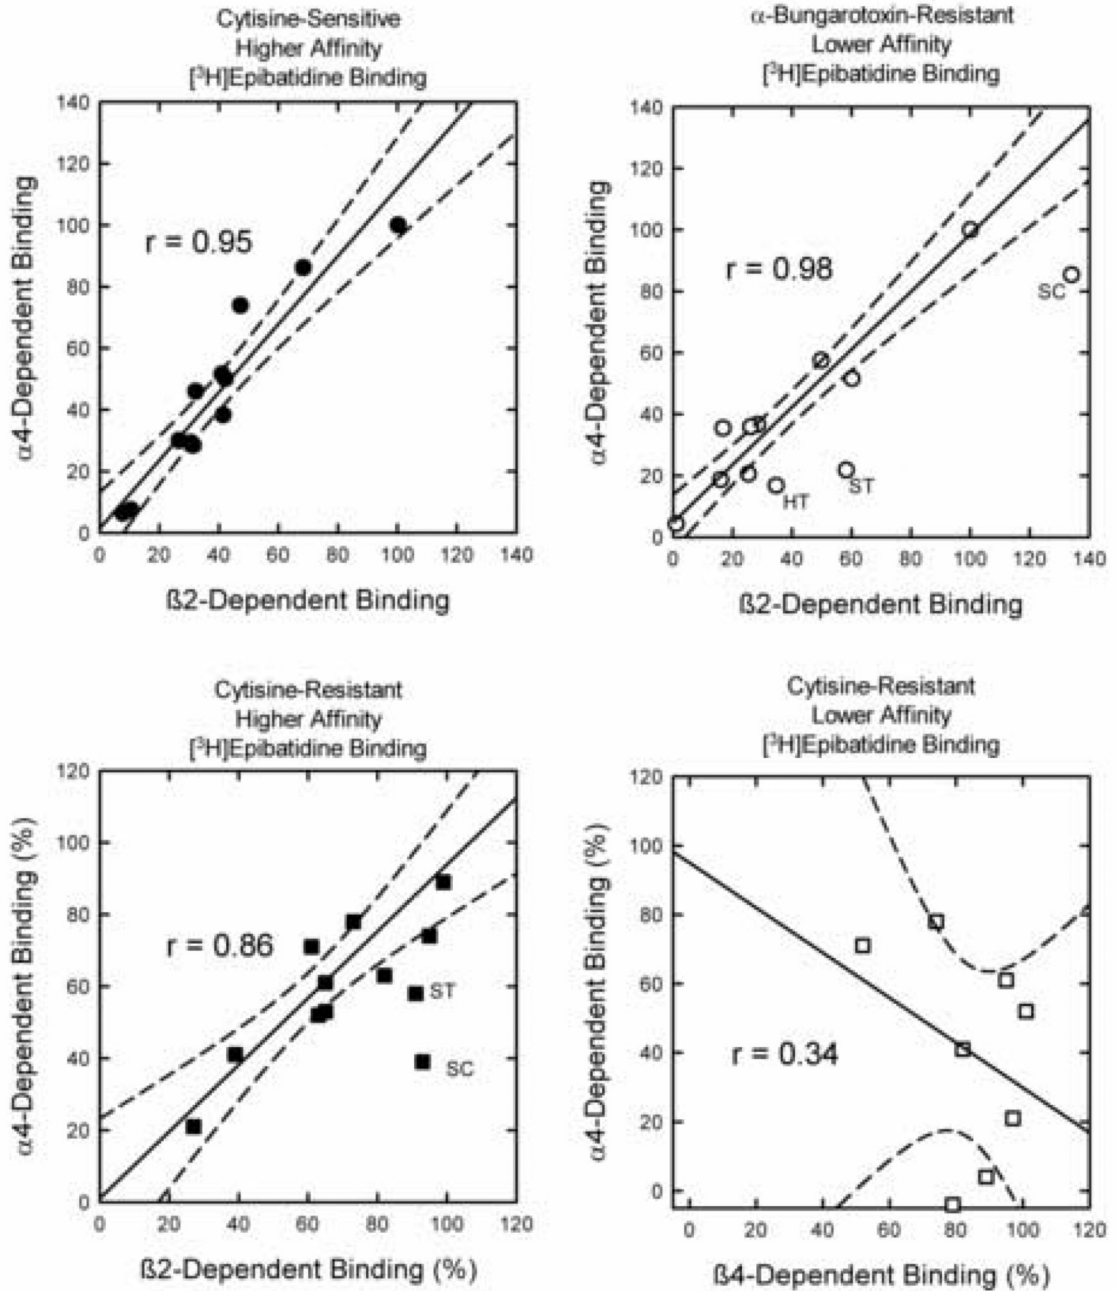 Cytisine-Sensitive
Higher Affinity
[³H]Epibatidine Binding
140
120
100
80
60
40
20
0
α4-Dependent Binding
r = 0.95
0 20 40 60 80 100 120 140
ß2-Dependent Binding
α-Bungarotoxin-Resistant
Lower Affinity
[³H]Epibatidine Binding
140
120
100
80
60
40
20
0
α4-Dependent Binding
r = 0.98
SC
ST
HT
0 20 40 60 80 100 120 140
ß2-Dependent Binding
Cytisine-Resistant
Higher Affinity
[³H]Epibatidine Binding
120
100
80
60
40
20
0
α4-Dependent Binding (%)
r = 0.86
ST
SC
0 20 40 60 80 100 120
ß2-Dependent Binding (%)
Cytisine-Resistant
Lower Affinity
[³H]Epibatidine Binding
120
100
80
60
40
20
0
α4-Dependent Binding (%)
r = 0.34
0 20 40 60 80 100 120
ß4-Dependent Binding (%)